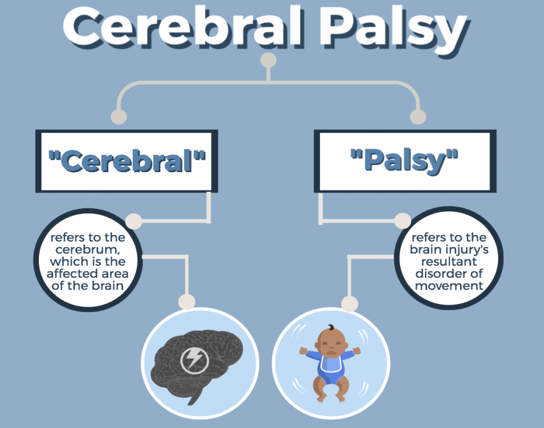 Cerebral Palsy
"Cerebral"
"Palsy"
refers to the
cerebrum,
which is the
affected area
of the brain
refers to the
brain injury's
resultant
disorder of
movement